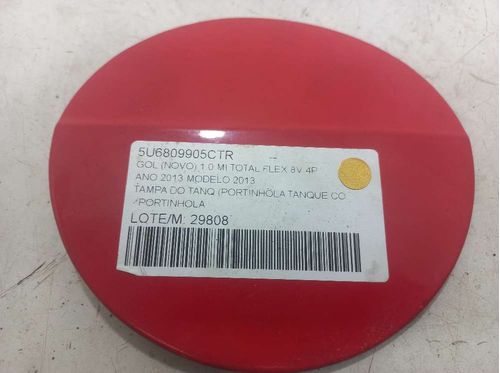 5U6809905CTR
GOL (NOVO) 1.0 MI TOTAL FLEX 8V 4P
ANO 2013 MODELO 2013
TAMPA DO TANQ (PORTINHOLA TANQUE CO
/PORTINHOLA
LOTE/M: 29808